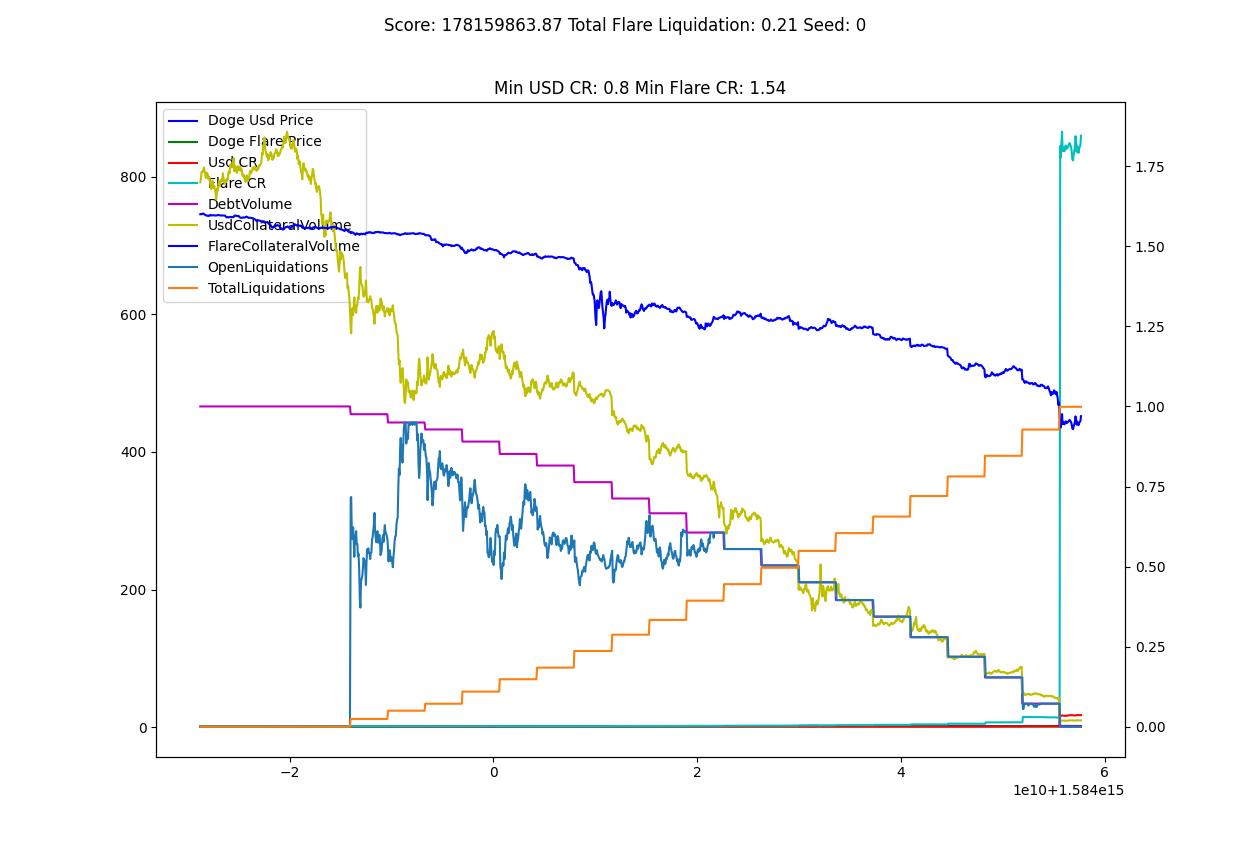 Score: 178159863.87 Total Flare Liquidation: 0.21 Seed: 0
Min USD CR: 0.8 Min Flare CR: 1.54
Doge Usd Price
Doge Flare Price
Usd CR
Flare CR
DebtVolume
UsdCollateralVolume
FlareCollateralVolume
OpenLiquidations
TotalLiquidations
800
600
400
200
0
1.75
1.50
1.25
1.00
0.75
0.50
0.25
0.00
−2
0
2
4
6
1e10+1.584e15